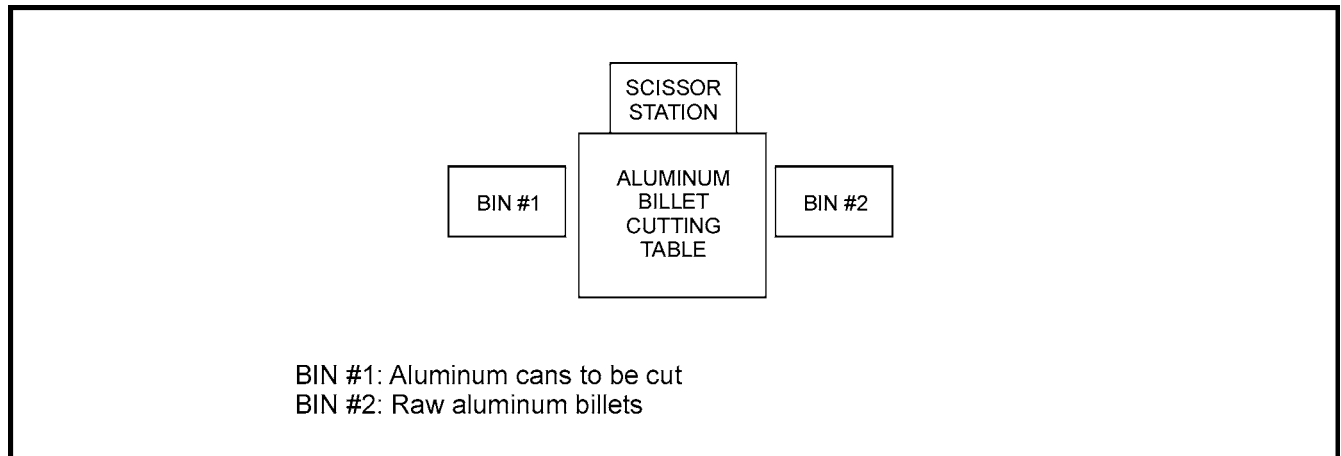 SCISSOR
STATION
BIN #1
ALUMINUM
BILLET
CUTTING
TABLE
BIN #2
BIN #1: Aluminum cans to be cut
BIN #2: Raw aluminum billets